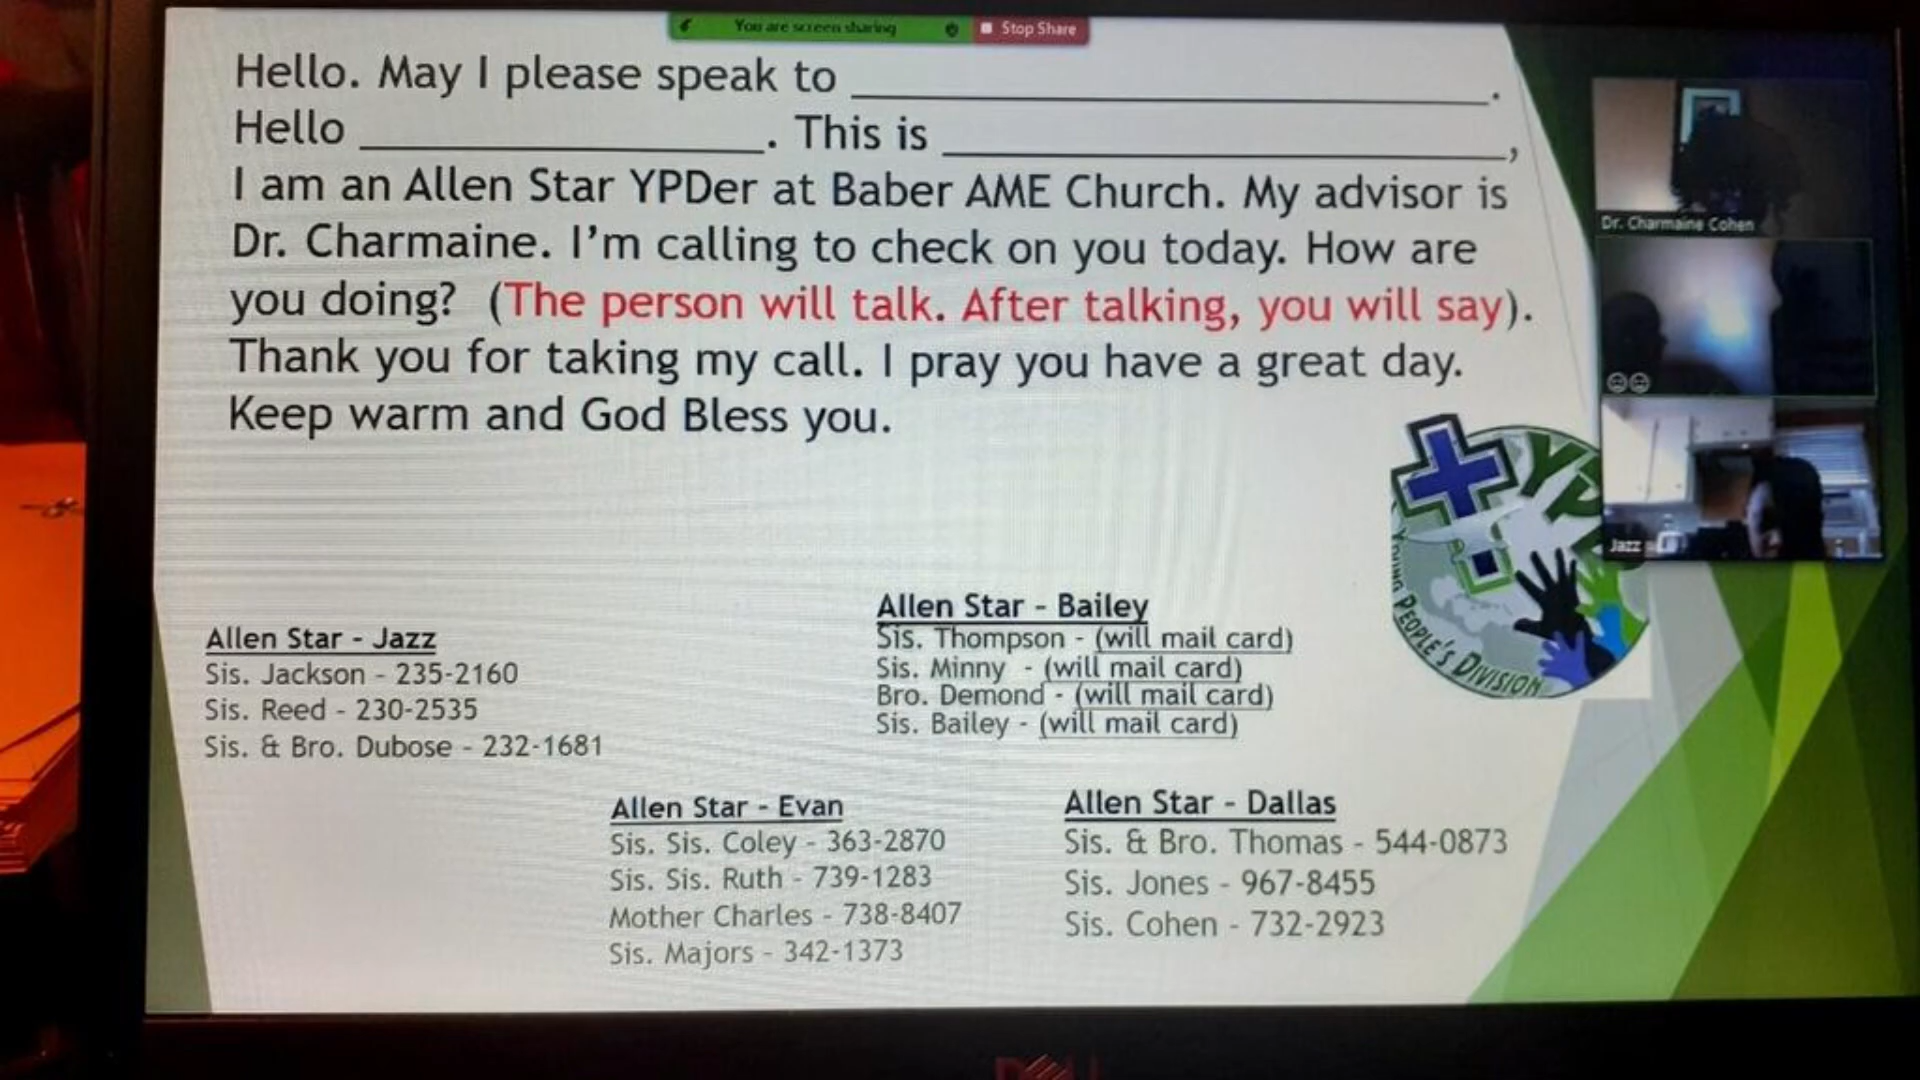 You are screen sharing
Stop Share
Hello. May I please speak to ______________________.
Hello ______________. This is ____________________,
I am an Allen Star YPDer at Baber AME Church. My advisor is
Dr. Charmaine. I'm calling to check on you today. How are
you doing? (The person will talk. After talking, you will say).
Thank you for taking my call. I pray you have a great day.
Keep warm and God Bless you.
Dr. Charmaine Cohen
Jazz
YP
YOUNG PEOPLE'S DIVISION
Allen Star - Jazz
Sis. Jackson - 235-2160
Sis. Reed - 230-2535
Sis. & Bro. Dubose - 232-1681
Allen Star - Bailey
Sis. Thompson - (will mail card)
Sis. Minny - (will mail card)
Bro. Demond - (will mail card)
Sis. Bailey - (will mail card)
Allen Star - Evan
Sis. Sis. Coley - 363-2870
Sis. Sis. Ruth - 739-1283
Mother Charles - 738-8407
Sis. Majors - 342-1373
Allen Star - Dallas
Sis. & Bro. Thomas - 544-0873
Sis. Jones - 967-8455
Sis. Cohen - 732-2923